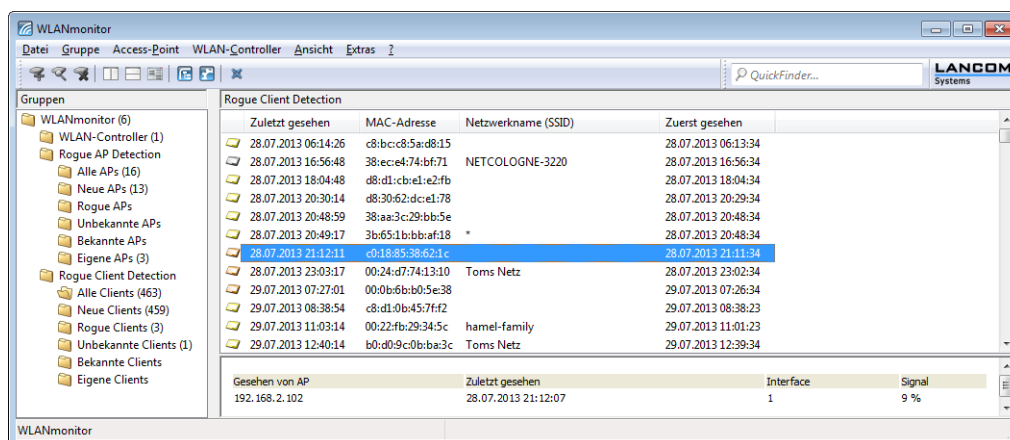 WLANmonitor
Datei Gruppe Access-Point WLAN-Controller Ansicht Extras ?
QuickFinder...
LANCOM
Systems
Gruppen
WLANmonitor (6)
WLAN-Controller (1)
Rogue AP Detection
Alle APs (16)
Neue APs (13)
Rogue APs
Unbekannte APs
Bekannte APs
Eigene APs (3)
Rogue Client Detection
Alle Clients (463)
Neue Clients (459)
Rogue Clients (3)
Unbekannte Clients (1)
Bekannte Clients
Eigene Clients
Rogue Client Detection
Zuletzt gesehen MAC-Adresse Netzwerkname (SSID) Zuerst gesehen
28.07.2013 06:14:26 c8:bc:c8:5a:d8:15 28.07.2013 06:13:34
28.07.2013 16:56:48 38:ec:e4:74:bf:71 NETCOLOGNE-3220 28.07.2013 16:56:34
28.07.2013 18:04:48 d8:d1:cb:e1:e2:fb 28.07.2013 18:04:34
28.07.2013 20:30:14 d8:30:62:dc:e1:78 28.07.2013 20:29:34
28.07.2013 20:48:59 38:aa:3c:29:bb:5e 28.07.2013 20:48:34
28.07.2013 20:49:17 3b:65:1b:bb:af:18 * 28.07.2013 20:48:34
28.07.2013 21:12:11 c0:18:85:38:62:1c 28.07.2013 21:11:34
28.07.2013 23:03:17 00:24:d7:74:13:10 Toms Netz 28.07.2013 23:02:34
29.07.2013 07:27:01 00:0b:6b:b0:5e:38 29.07.2013 07:26:34
29.07.2013 08:38:54 c8:d1:0b:45:7f:f2 29.07.2013 08:38:23
29.07.2013 11:03:14 00:22:fb:29:34:5c hamel-family 29.07.2013 11:01:23
29.07.2013 12:40:14 b0:d0:9c:0b:ba:3c Toms Netz 29.07.2013 12:39:34
Gesehen von AP Zuletzt gesehen Interface Signal
192.168.2.102 28.07.2013 21:12:07 1 9 %
WLANmonitor